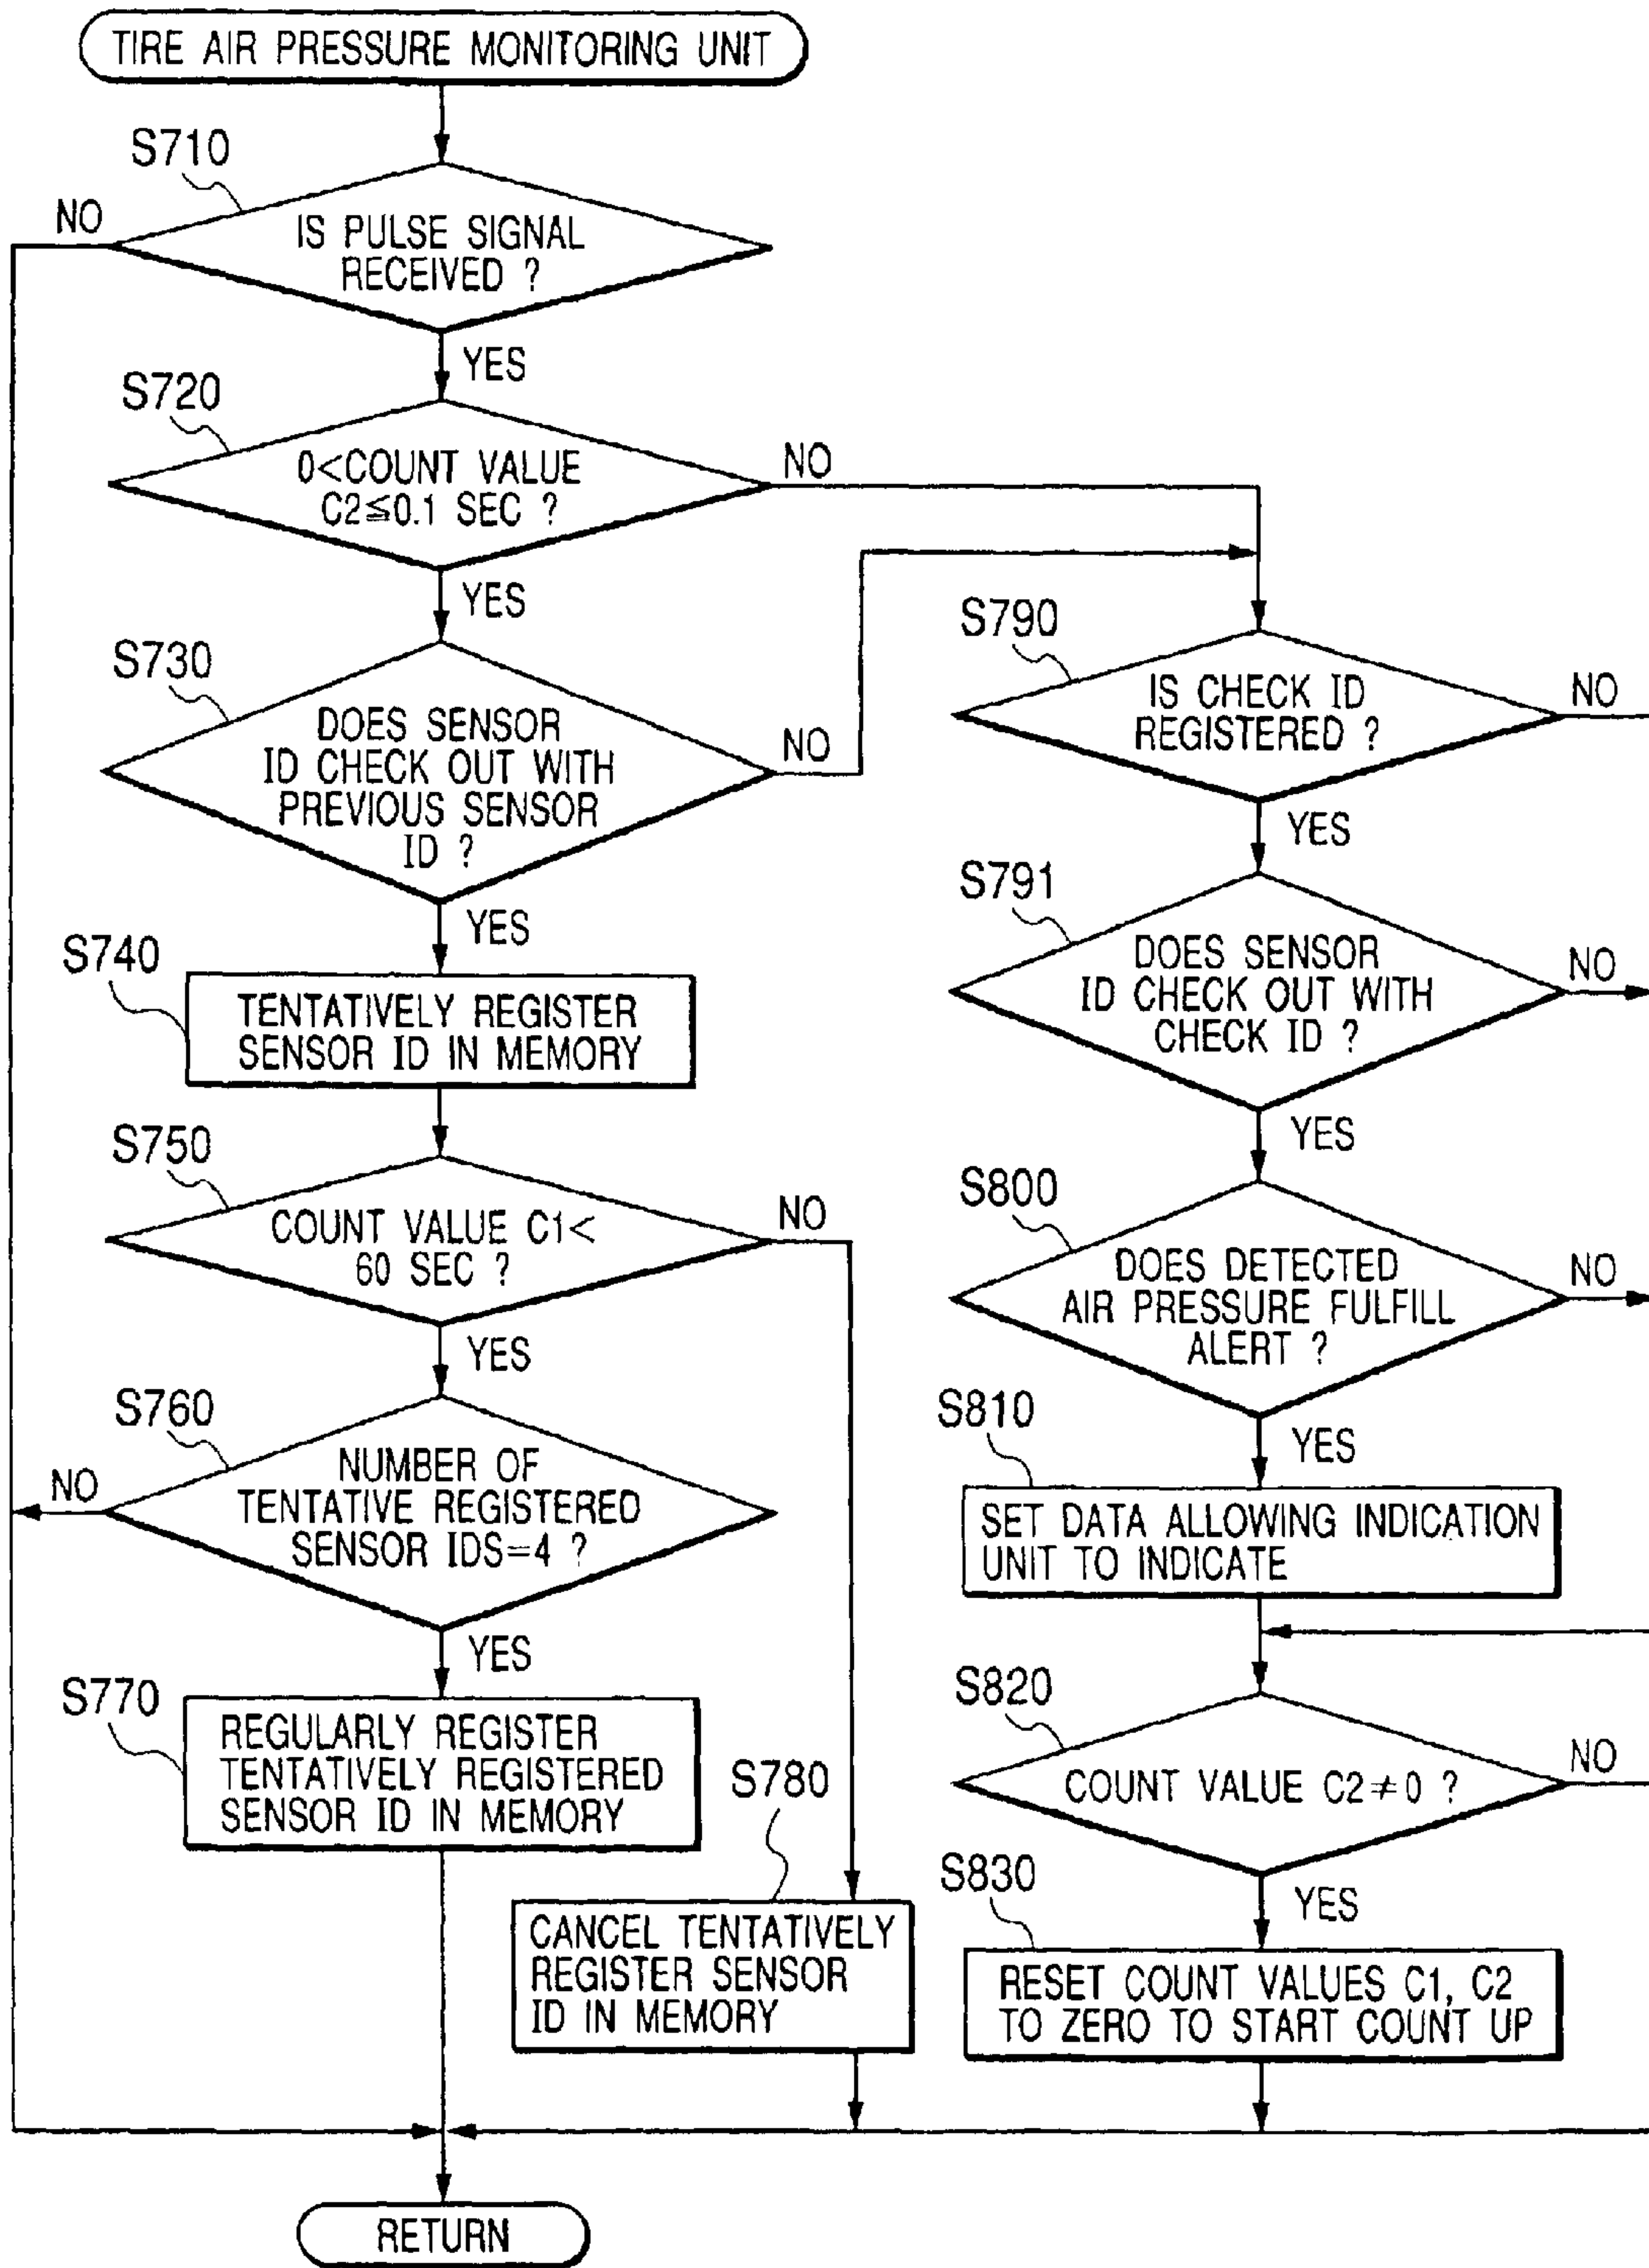 TIRE AIR PRESSURE MONITORING UNIT
S710
NO
IS PULSE SIGNAL
RECEIVED ?
YES
S720
0<COUNT VALUE
C2≦0.1 SEC ?
NO
YES
S730
DOES SENSOR
ID CHECK OUT WITH
PREVIOUS SENSOR
ID ?
NO
YES
S740
TENTATIVELY REGISTER
SENSOR ID IN MEMORY
S750
COUNT VALUE C1<
60 SEC ?
NO
YES
S760
NUMBER OF
TENTATIVE REGISTERED
SENSOR IDS=4 ?
NO
YES
S770
REGULARLY REGISTER
TENTATIVELY REGISTERED
SENSOR ID IN MEMORY
S780
CANCEL TENTATIVELY
REGISTER SENSOR
ID IN MEMORY
S790
IS CHECK ID
REGISTERED ?
NO
YES
S791
DOES SENSOR
ID CHECK OUT WITH
CHECK ID ?
NO
YES
S800
DOES DETECTED
AIR PRESSURE FULFILL
ALERT ?
NO
YES
S810
SET DATA ALLOWING INDICATION
UNIT TO INDICATE
S820
COUNT VALUE C2≠0 ?
NO
YES
S830
RESET COUNT VALUES C1, C2
TO ZERO TO START COUNT UP
RETURN